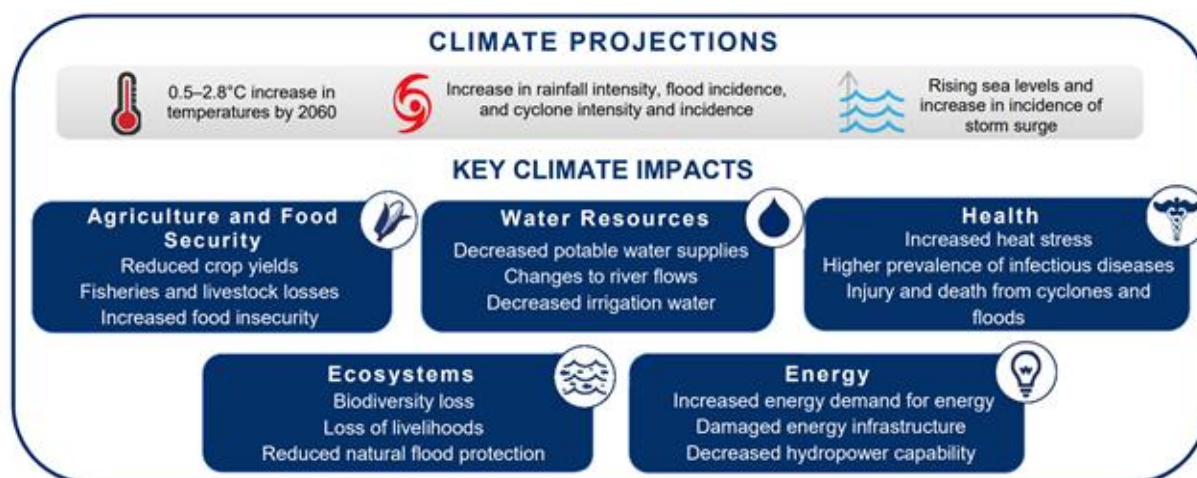 CLIMATE PROJECTIONS
0.5–2.8°C increase in
temperatures by 2060
Increase in rainfall intensity, flood incidence,
and cyclone intensity and incidence
Rising sea levels and
increase in incidence of
storm surge
KEY CLIMATE IMPACTS
Agriculture and Food
Security
Reduced crop yields
Fisheries and livestock losses
Increased food insecurity
Water Resources
Decreased potable water supplies
Changes to river flows
Decreased irrigation water
Health
Increased heat stress
Higher prevalence of infectious diseases
Injury and death from cyclones and
floods
Ecosystems
Biodiversity loss
Loss of livelihoods
Reduced natural flood protection
Energy
Increased energy demand for energy
Damaged energy infrastructure
Decreased hydropower capability